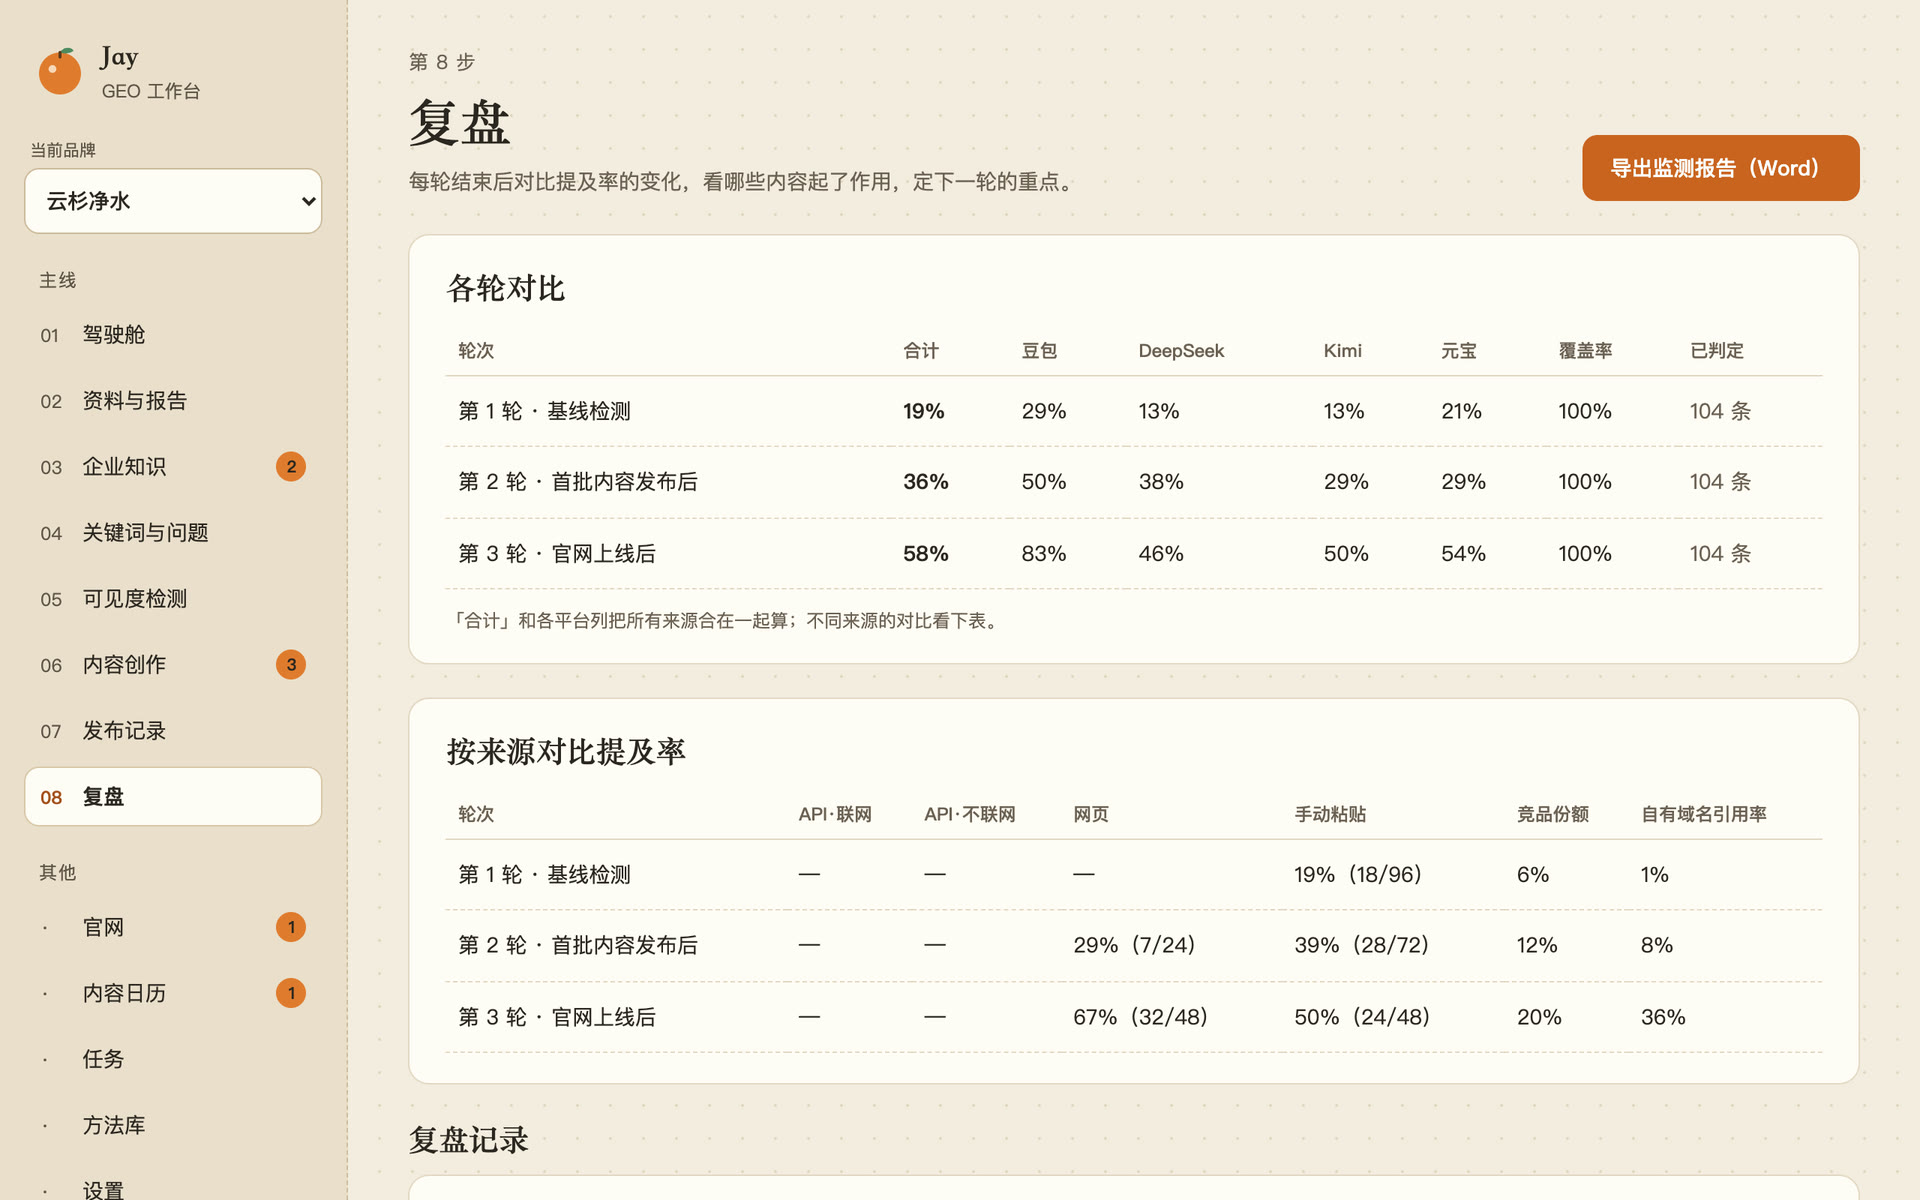 Jay
GEO 工作台
当前品牌
云杉净水
主线
01 驾驶舱
02 资料与报告
03 企业知识 2
04 关键词与问题
05 可见度检测
06 内容创作 3
07 发布记录
08 复盘
其他
· 官网 1
· 内容日历 1
· 任务
· 方法库
· 设置
第 8 步
复盘
每轮结束后对比提及率的变化，看哪些内容起了作用，定下一轮的重点。
导出监测报告（Word）
各轮对比
轮次 合计 豆包 DeepSeek Kimi 元宝 覆盖率 已判定
第 1 轮 · 基线检测 19% 29% 13% 13% 21% 100% 104 条
第 2 轮 · 首批内容发布后 36% 50% 38% 29% 29% 100% 104 条
第 3 轮 · 官网上线后 58% 83% 46% 50% 54% 100% 104 条
「合计」和各平台列把所有来源合在一起算；不同来源的对比看下表。
按来源对比提及率
轮次 API·联网 API·不联网 网页 手动粘贴 竞品份额 自有域名引用率
第 1 轮 · 基线检测 — — — 19%（18/96） 6% 1%
第 2 轮 · 首批内容发布后 — — 29%（7/24） 39%（28/72） 12% 8%
第 3 轮 · 官网上线后 — — 67%（32/48） 50%（24/48） 20% 36%
复盘记录